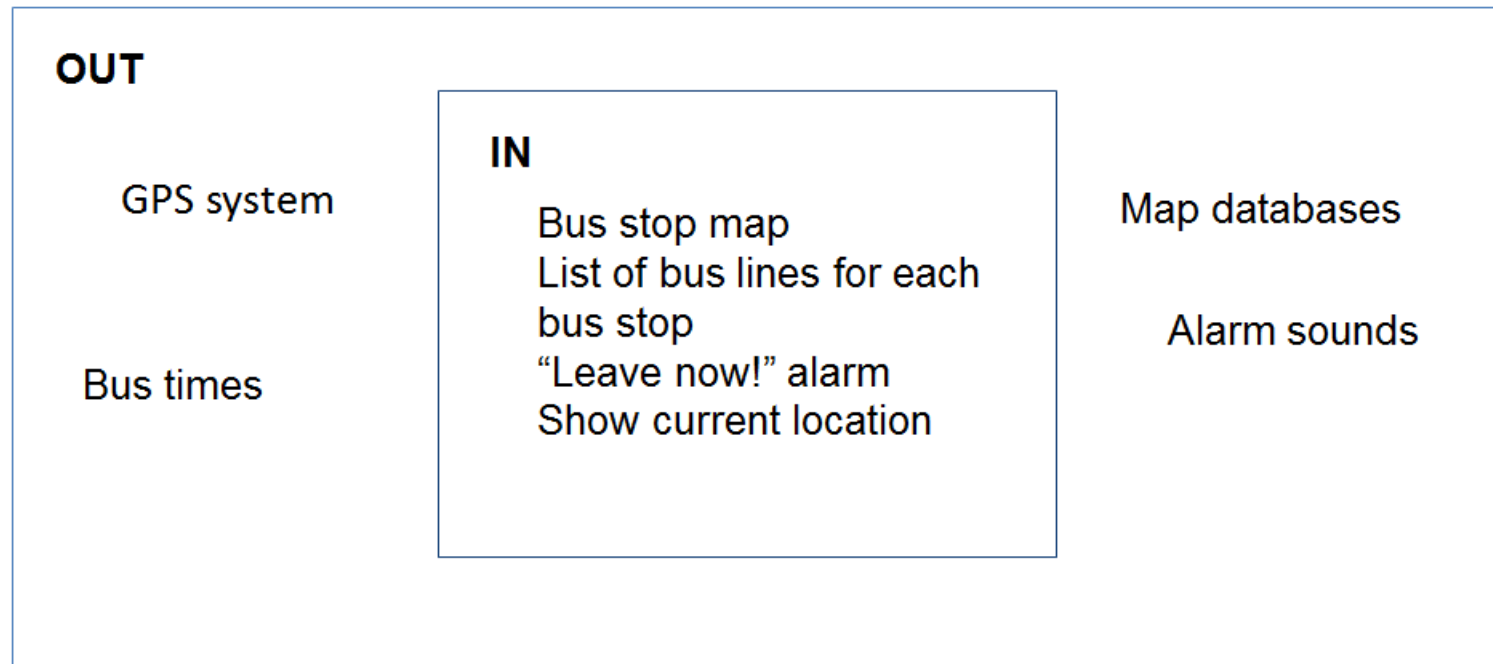 OUT
GPS system
Bus times
IN
Bus stop map
List of bus lines for each
bus stop
“Leave now!” alarm
Show current location
Map databases
Alarm sounds